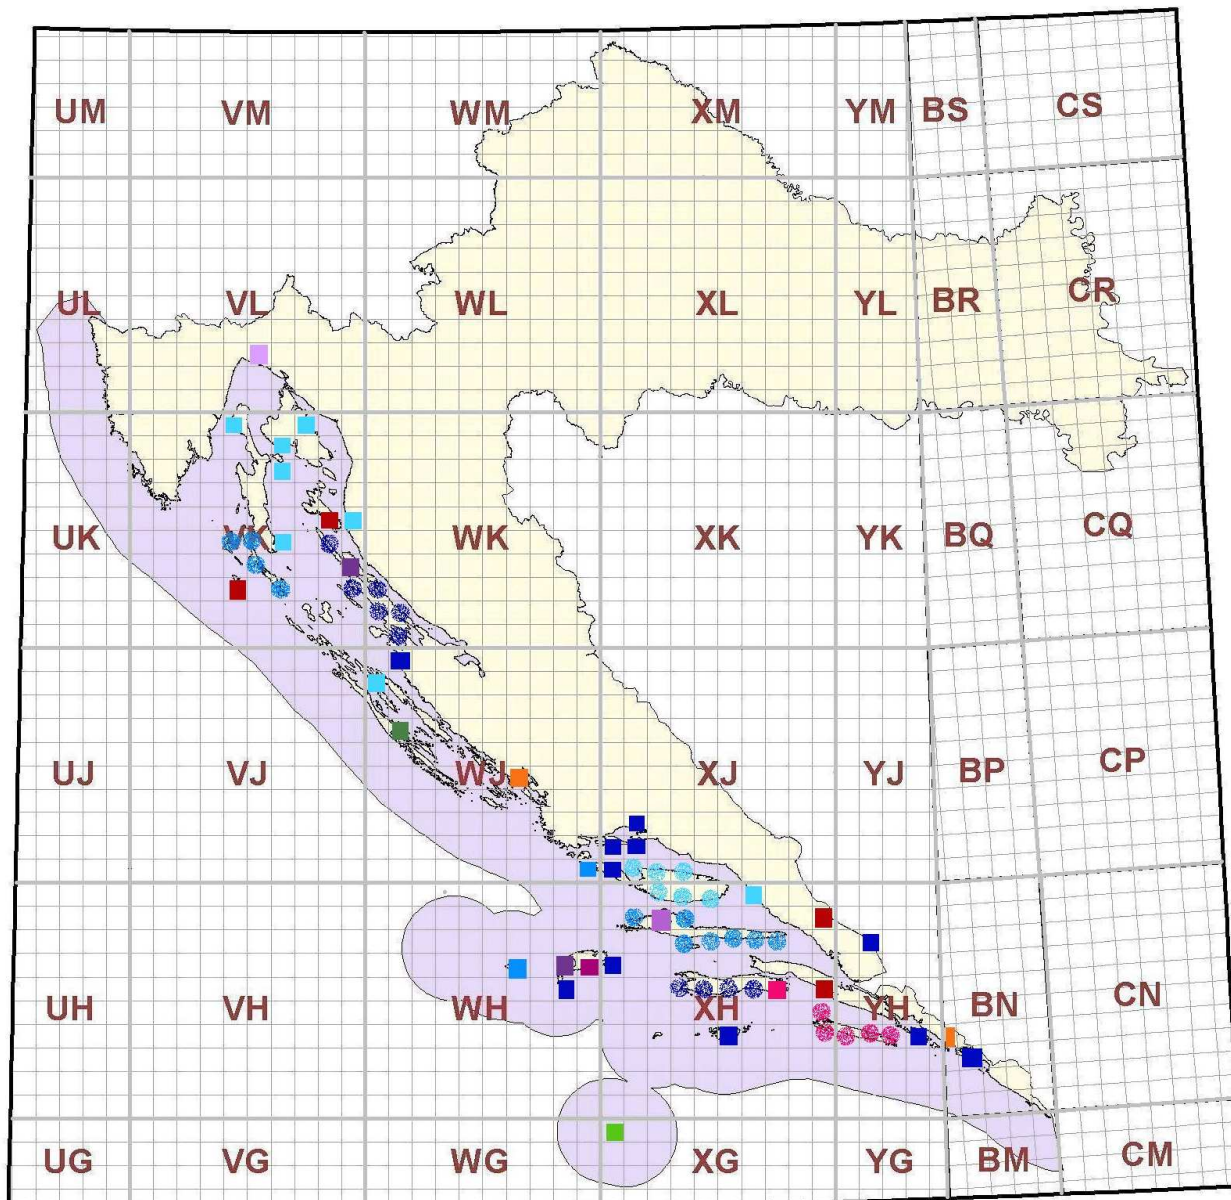 UM VM WM XM YM BS CS
UL VL WL XL YL BR CR
UK VK WK XK YK BQ CQ
UJ VJ WJ XJ YJ BP CP
UH VH WH XH YH BN CN
UG VG WG XG YG BM CM